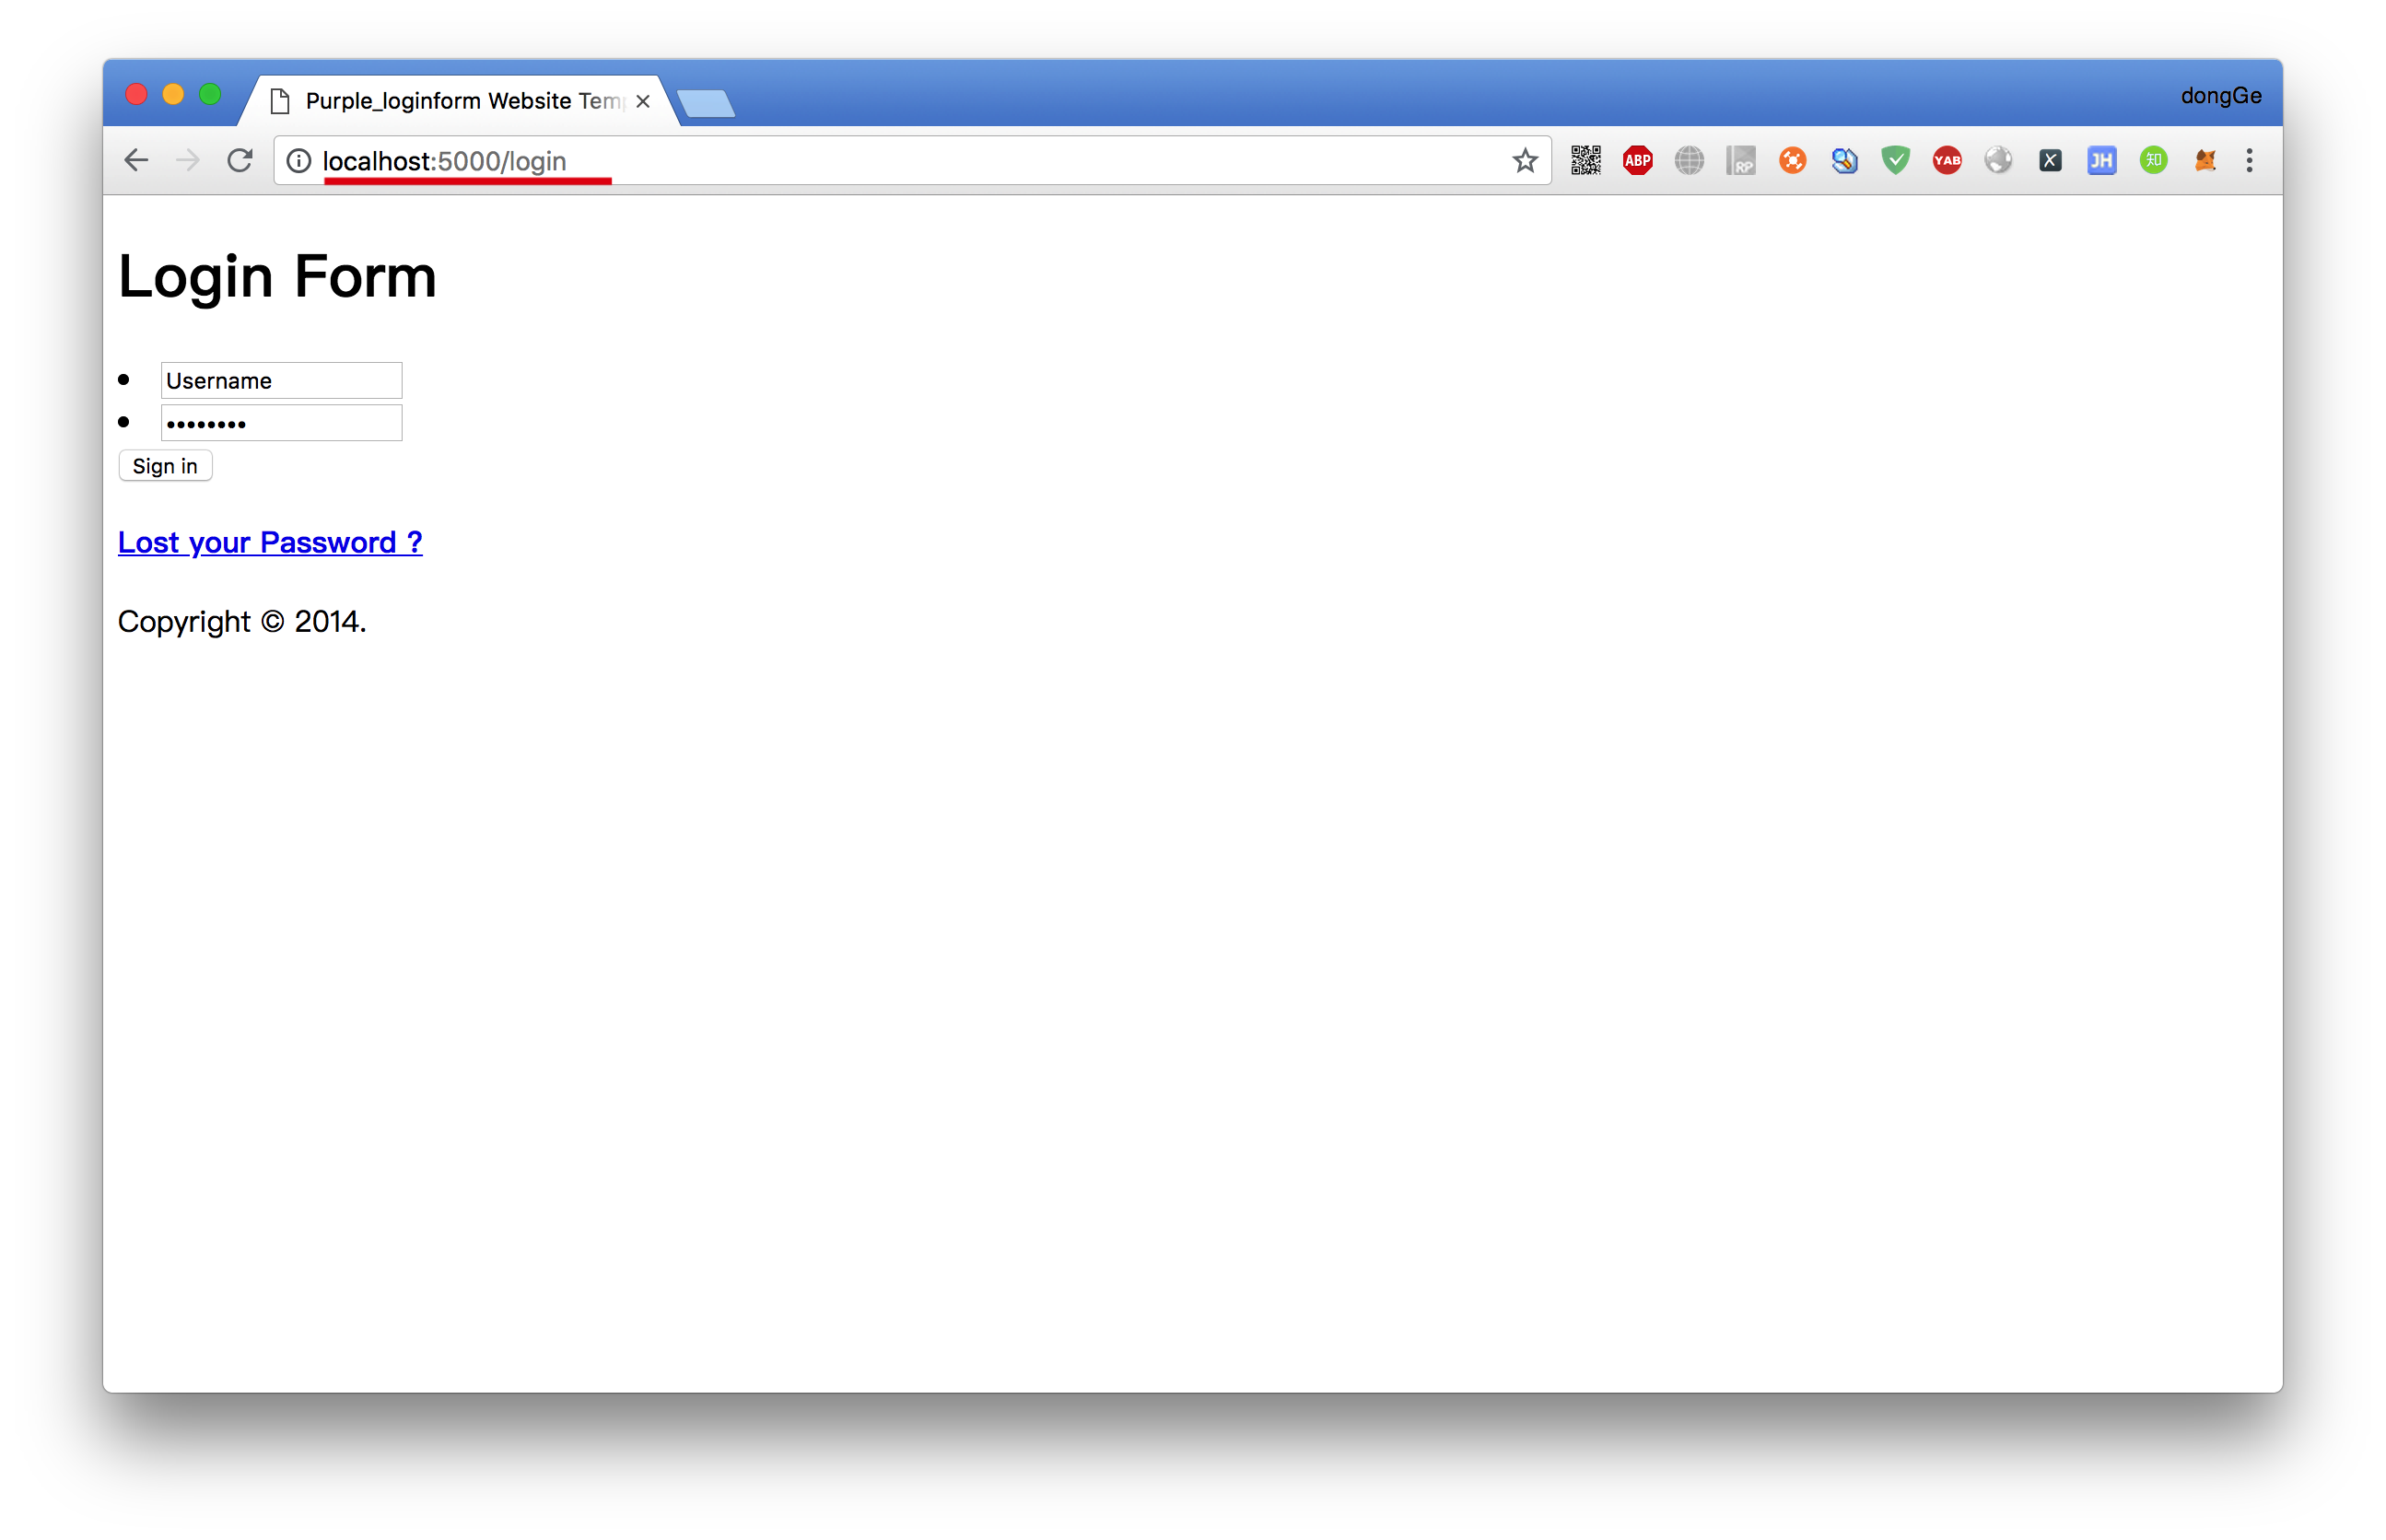 Purple_loginform Website Tem
dongGe
localhost:5000/login
ABP
RP
YAB
X
JH
知
Login Form
Username
••••••••
Sign in
Lost your Password ?
Copyright © 2014.